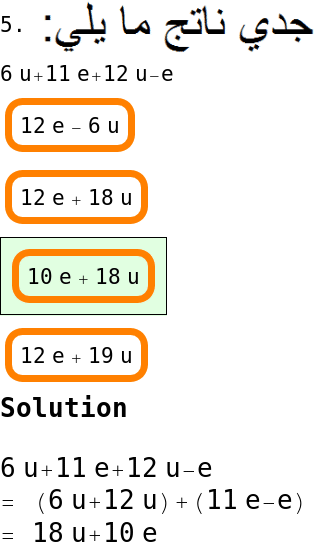 5. جدي ناتج ما يلي:
6 u+11 e+12 u−e
12 e − 6 u
12 e + 18 u
10 e + 18 u
12 e + 19 u
Solution
6 u+11 e+12 u−e
= (6 u+12 u) + (11 e−e)
= 18 u+10 e